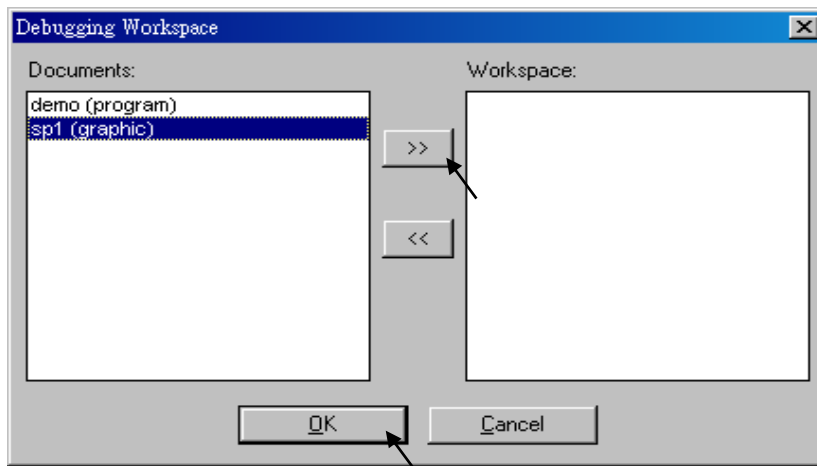 Debugging Workspace
Documents:
Workspace:
demo (program)
sp1 (graphic)
>>
<<
OK
Cancel